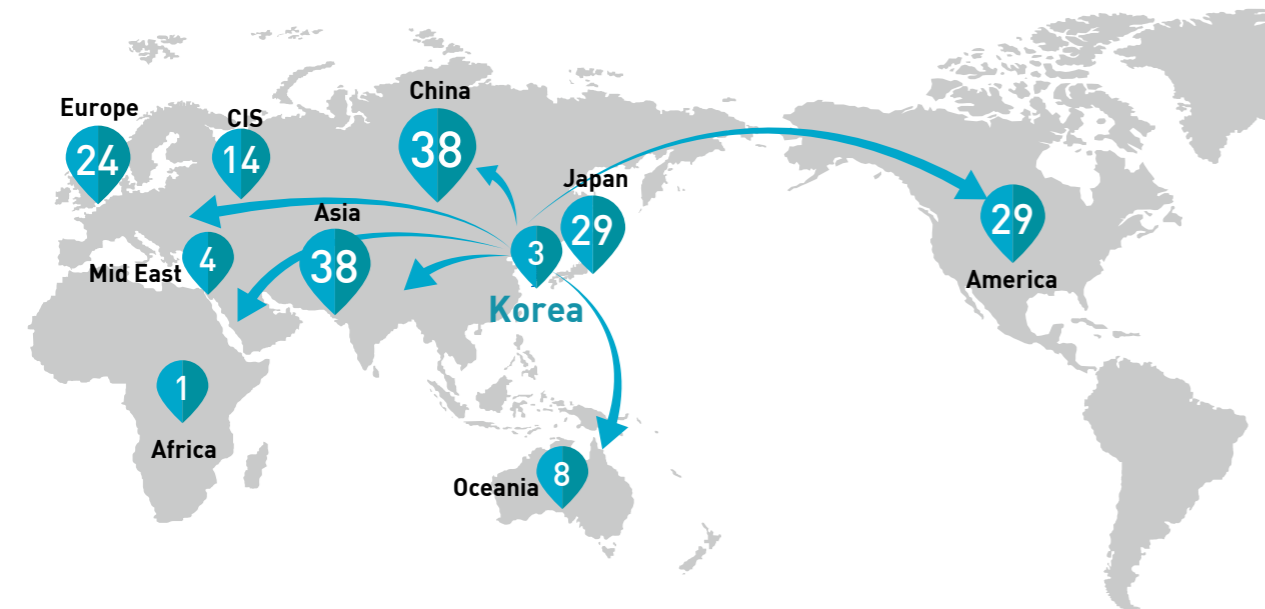 Europe
24
CIS
14
China
38
Japan
29
Asia
38
Mid East
4
3
Korea
29
America
1
Africa
Oceania
8